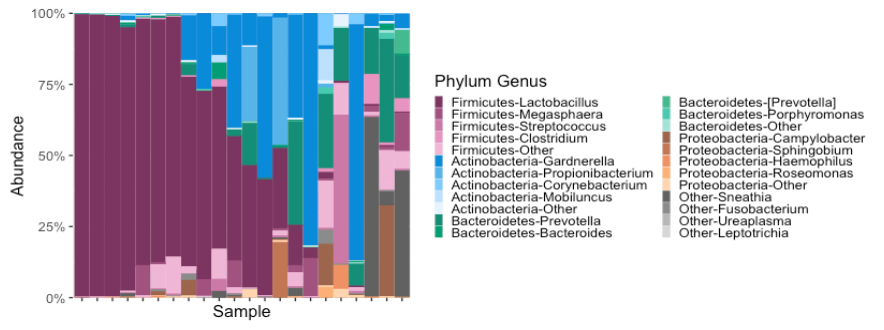 100%
75%
50%
25%
0%
Abundance
Sample
Phylum Genus
Firmicutes-Lactobacillus
Firmicutes-Megasphaera
Firmicutes-Streptococcus
Firmicutes-Clostridium
Firmicutes-Other
Actinobacteria-Gardnerella
Actinobacteria-Propionibacterium
Actinobacteria-Corynebacterium
Actinobacteria-Mobiluncus
Actinobacteria-Other
Bacteroidetes-Prevotella
Bacteroidetes-Bacteroides
Bacteroidetes-[Prevotella]
Bacteroidetes-Porphyromonas
Bacteroidetes-Other
Proteobacteria-Campylobacter
Proteobacteria-Sphingobium
Proteobacteria-Haemophilus
Proteobacteria-Roseomonas
Proteobacteria-Other
Other-Sneathia
Other-Fusobacterium
Other-Ureaplasma
Other-Leptotrichia